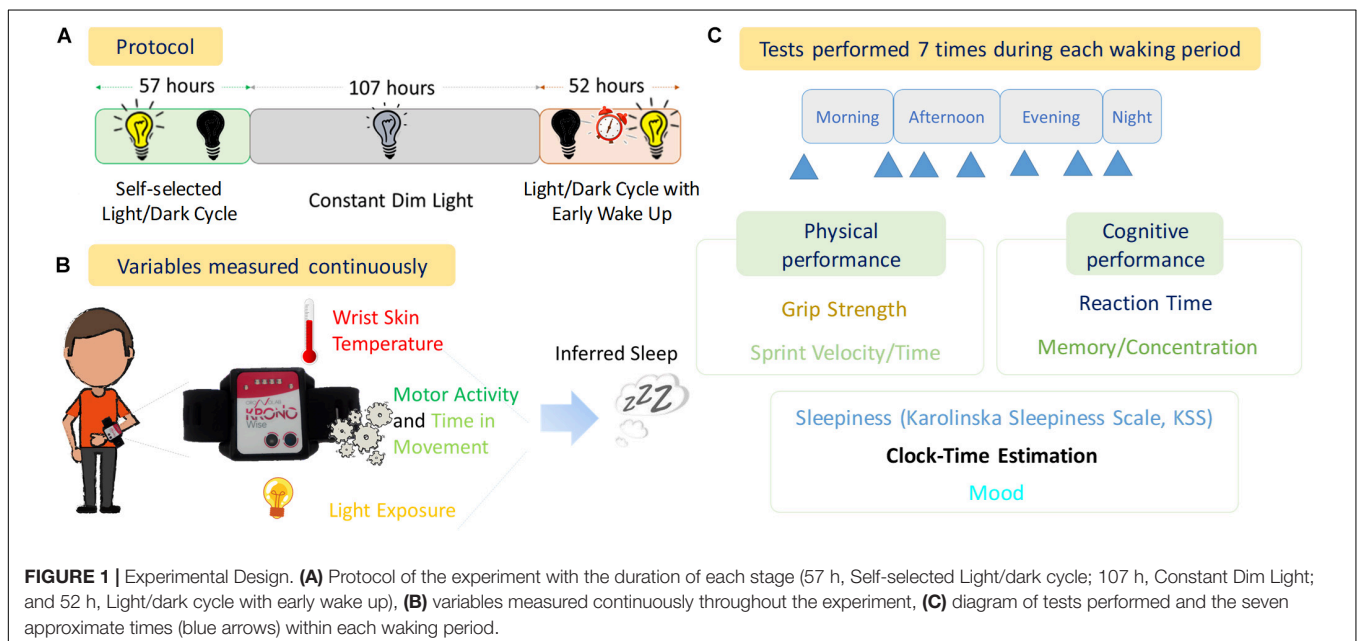 A
Protocol
57 hours
107 hours
52 hours
Self-selected
Light/Dark Cycle
Constant Dim Light
Light/Dark Cycle with
Early Wake Up
B
Variables measured continuously
Wrist Skin
Temperature
KRONO
Wise
Motor Activity
and Time in
Movement
Light Exposure
Inferred Sleep
zzZ
C
Tests performed 7 times during each waking period
Morning
Afternoon
Evening
Night
Physical
performance
Grip Strength
Sprint Velocity/Time
Cognitive
performance
Reaction Time
Memory/Concentration
Sleepiness (Karolinska Sleepiness Scale, KSS)
Clock-Time Estimation
Mood
FIGURE 1 | Experimental Design. (A) Protocol of the experiment with the duration of each stage (57 h, Self-selected Light/dark cycle; 107 h, Constant Dim Light;
and 52 h, Light/dark cycle with early wake up), (B) variables measured continuously throughout the experiment, (C) diagram of tests performed and the seven
approximate times (blue arrows) within each waking period.